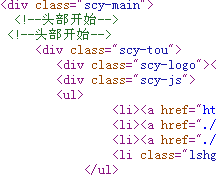 <div class="scy-main">
<!--头部开始-->
<!--头部开始-->
<div class="scy-tou">
<div class="scy-logo"><
<div class="scy-js">
<ul>
<li><a href="ht
<li><a href="./
<li><a href="./
<li class="lshg
</ul>